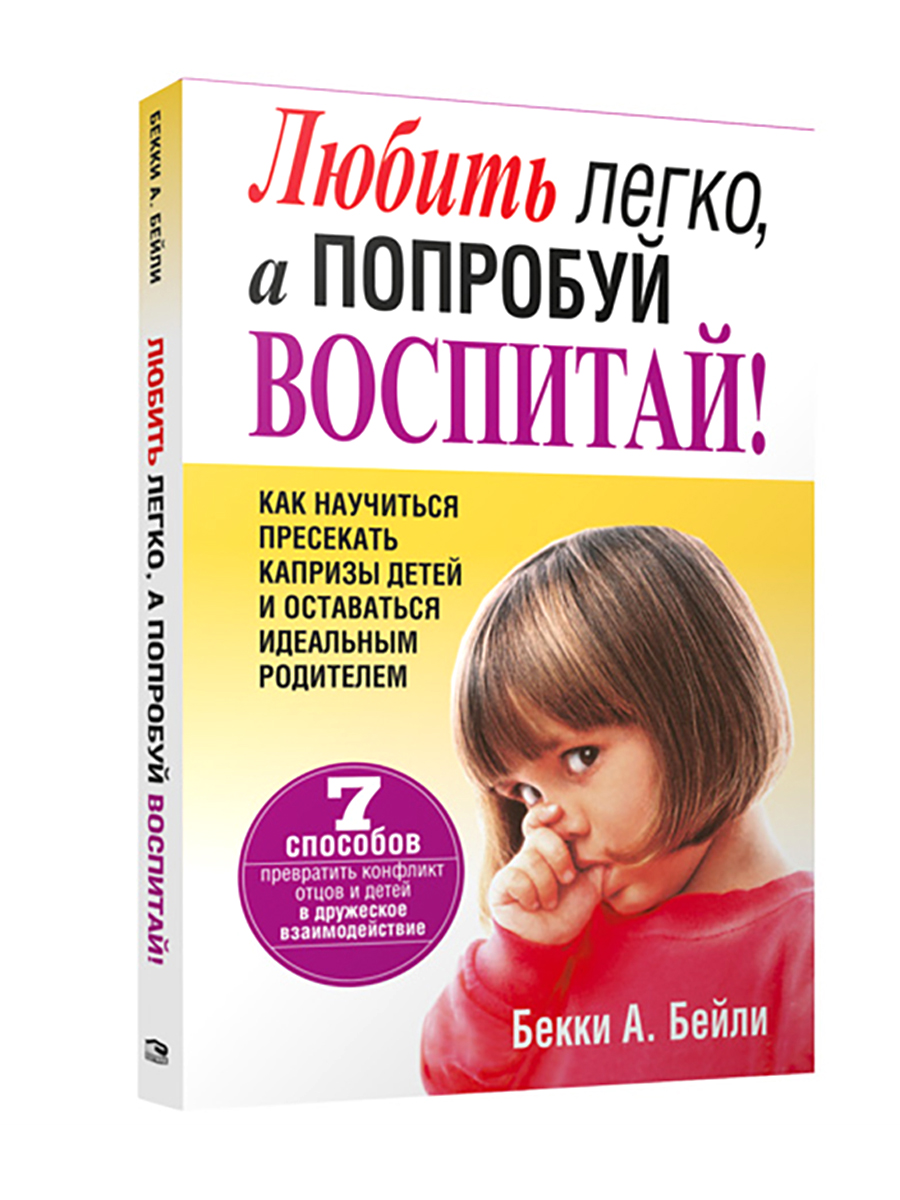 БЕККИ А. БЕЙЛИ
ЛЮБИТЬ ЛЕГКО, А ПОПРОБУЙ ВОСПИТАЙ!
Любить легко,
а ПОПРОБУЙ
ВОСПИТАЙ!
КАК НАУЧИТЬСЯ
ПРЕСЕКАТЬ
КАПРИЗЫ ДЕТЕЙ
И ОСТАВАТЬСЯ
ИДЕАЛЬНЫМ
РОДИТЕЛЕМ
7
способов
превратить конфликт
отцов и детей
в дружеское
взаимодействие
Бекки А. Бейли